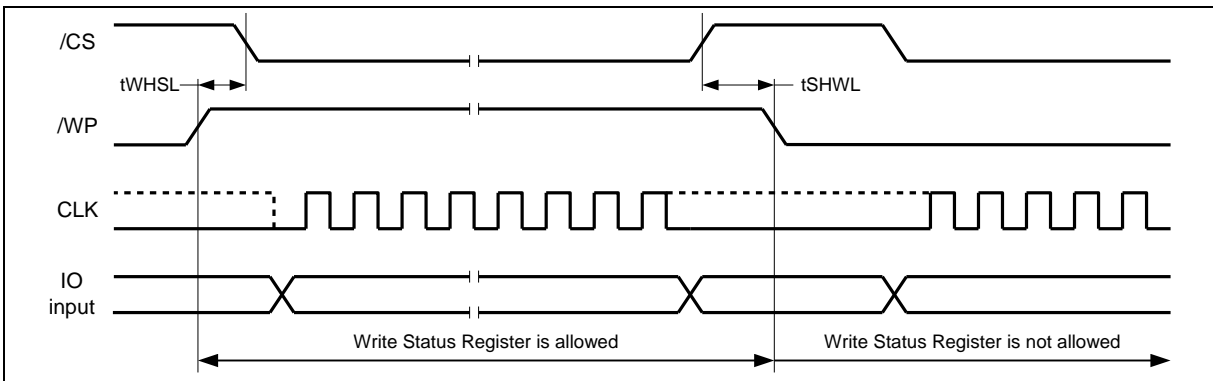 /CS
tWHSL
tSHWL
/WP
CLK
IO
input
Write Status Register is allowed
Write Status Register is not allowed